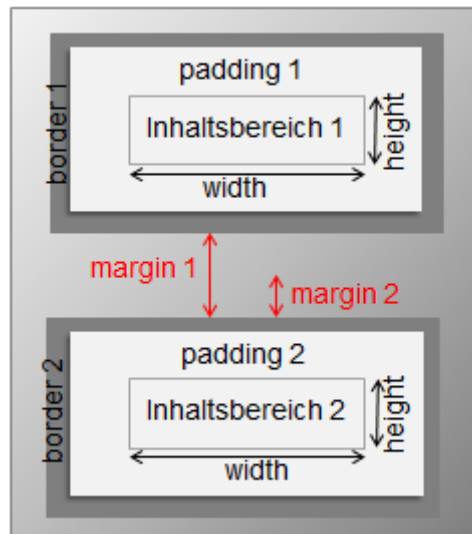 padding 1
border 1
Inhaltsbereich 1
height
width
margin 1
margin 2
padding 2
border 2
Inhaltsbereich 2
height
width